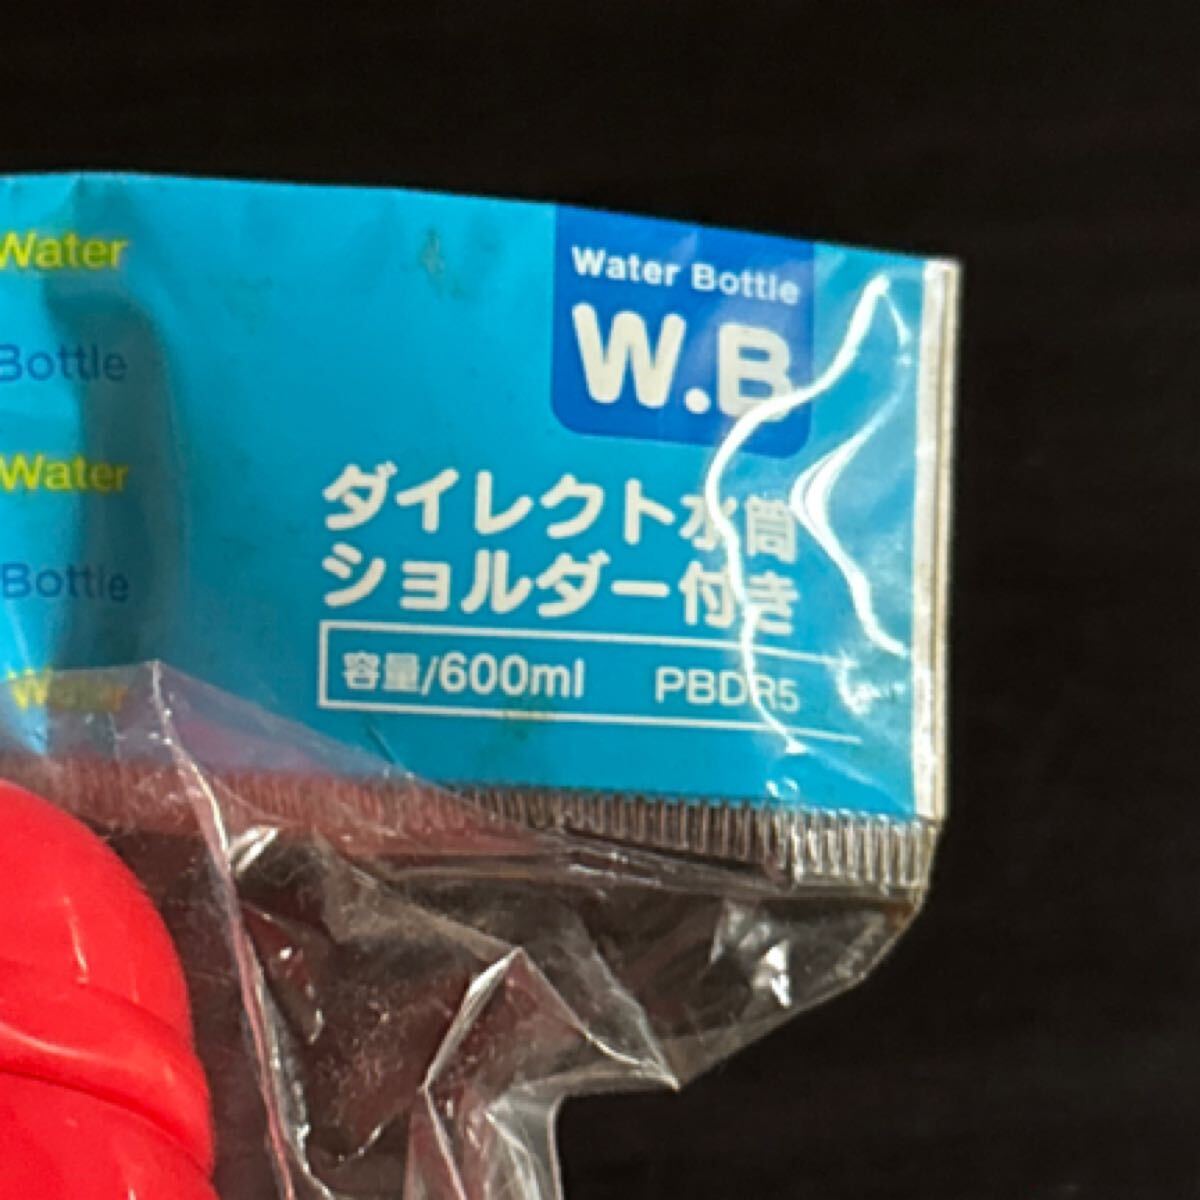 Water
Bottle
Water
Bottle
Water
Water Bottle
W.B
ダイレクト水筒
ショルダー付き
容量/600ml PBDR5